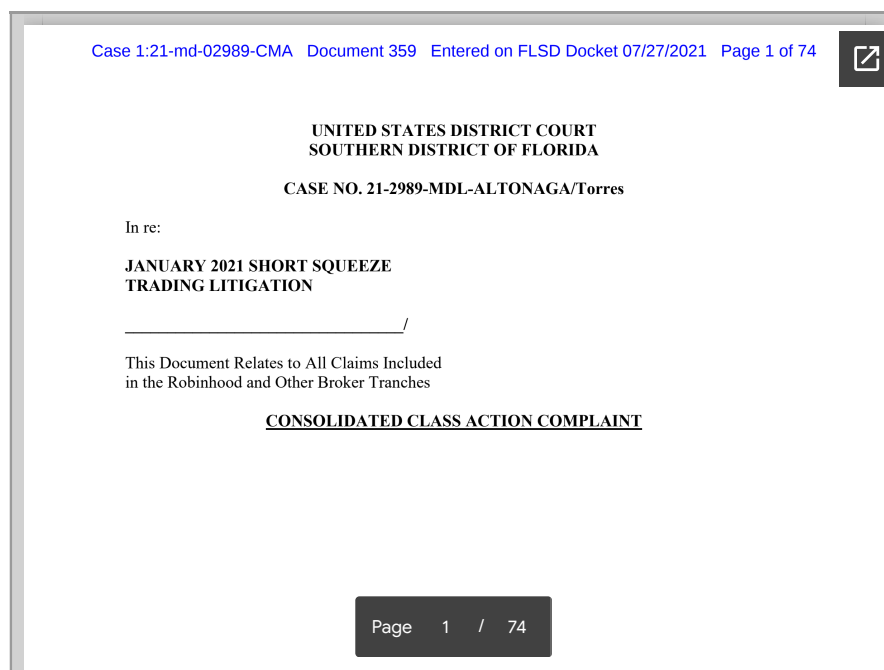 Case 1:21-md-02989-CMA Document 359 Entered on FLSD Docket 07/27/2021 Page 1 of 74
UNITED STATES DISTRICT COURT
SOUTHERN DISTRICT OF FLORIDA
CASE NO. 21-2989-MDL-ALTONAGA/Torres
In re:
JANUARY 2021 SHORT SQUEEZE
TRADING LITIGATION
__________________________________/
This Document Relates to All Claims Included
in the Robinhood and Other Broker Tranches
CONSOLIDATED CLASS ACTION COMPLAINT
Page 1 / 74